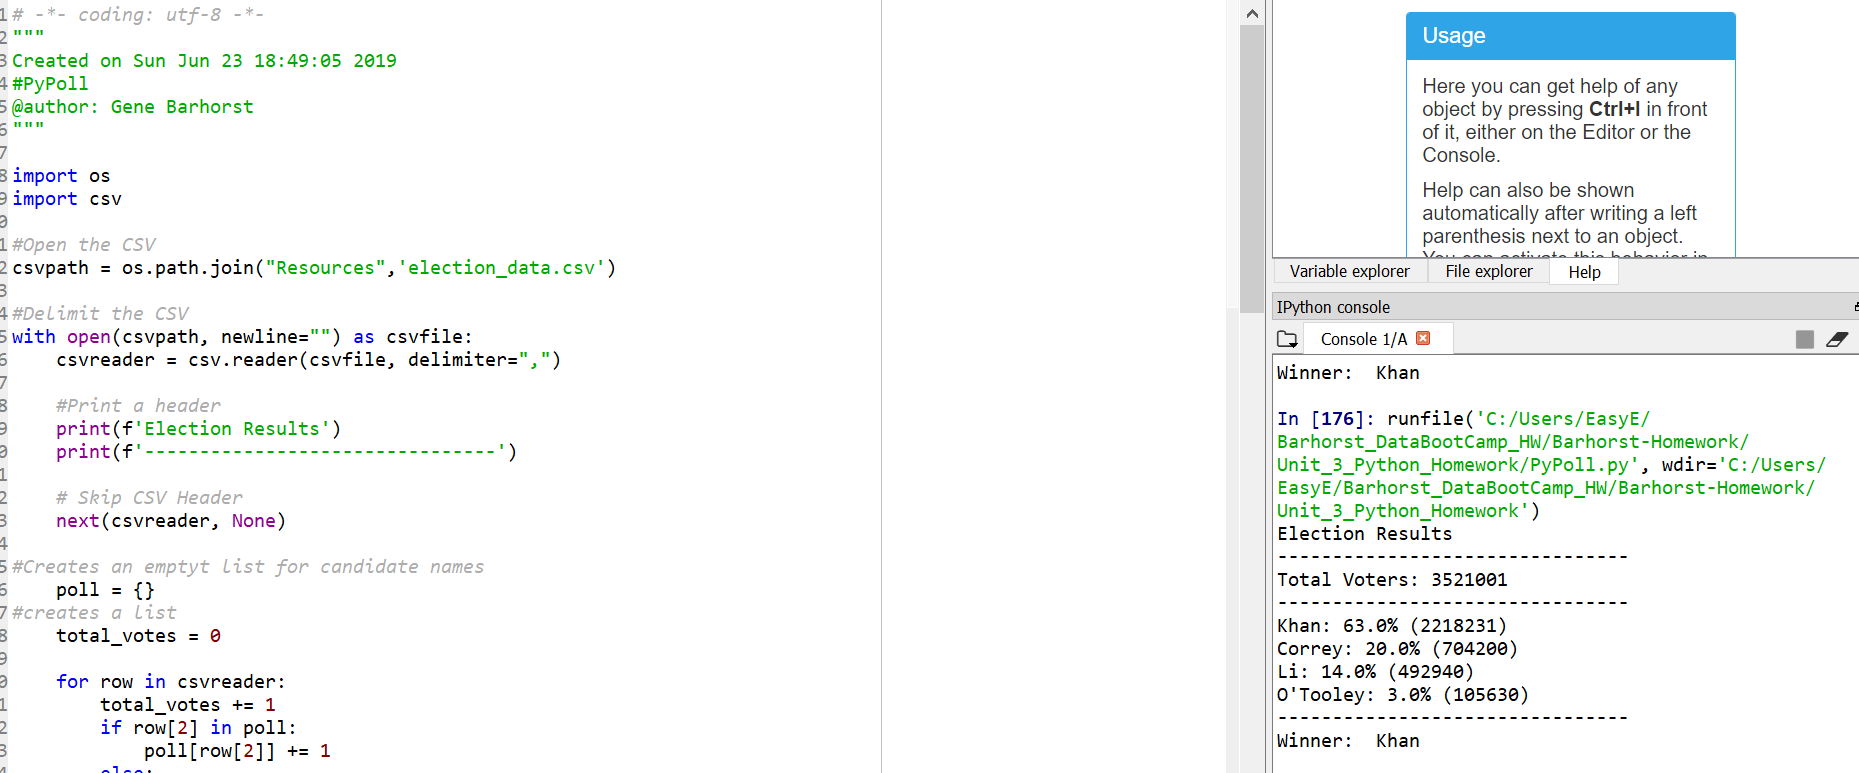 1 # -*- coding: utf-8 -*-
2 """
3 Created on Sun Jun 23 18:49:05 2019
4 #PyPoll
5 @author: Gene Barhorst
6 """
7
8 import os
9 import csv
0
1 #Open the CSV
2 csvpath = os.path.join("Resources",'election_data.csv')
3
4 #Delimit the CSV
5 with open(csvpath, newline="") as csvfile:
6     csvreader = csv.reader(csvfile, delimiter=",")
7
8     #Print a header
9     print(f'Election Results')
0     print(f'--------------------------------')
1
2     # Skip CSV Header
3     next(csvreader, None)
4
5 #Creates an emptyt list for candidate names
6     poll = {}
7 #creates a list
8     total_votes = 0
9
0     for row in csvreader:
1         total_votes += 1
2         if row[2] in poll:
3             poll[row[2]] += 1
4         else:
Usage
Here you can get help of any
object by pressing Ctrl+I in front
of it, either on the Editor or the
Console.
Help can also be shown
automatically after writing a left
parenthesis next to an object.
You can activate this behavior in
Variable explorer File explorer Help
IPython console
Console 1/A
Winner:  Khan
In [176]: runfile('C:/Users/EasyE/
Barhorst_DataBootCamp_HW/Barhorst-Homework/
Unit_3_Python_Homework/PyPoll.py', wdir='C:/Users/
EasyE/Barhorst_DataBootCamp_HW/Barhorst-Homework/
Unit_3_Python_Homework')
Election Results
--------------------------------
Total Voters: 3521001
--------------------------------
Khan: 63.0% (2218231)
Correy: 20.0% (704200)
Li: 14.0% (492940)
O'Tooley: 3.0% (105630)
--------------------------------
Winner:  Khan